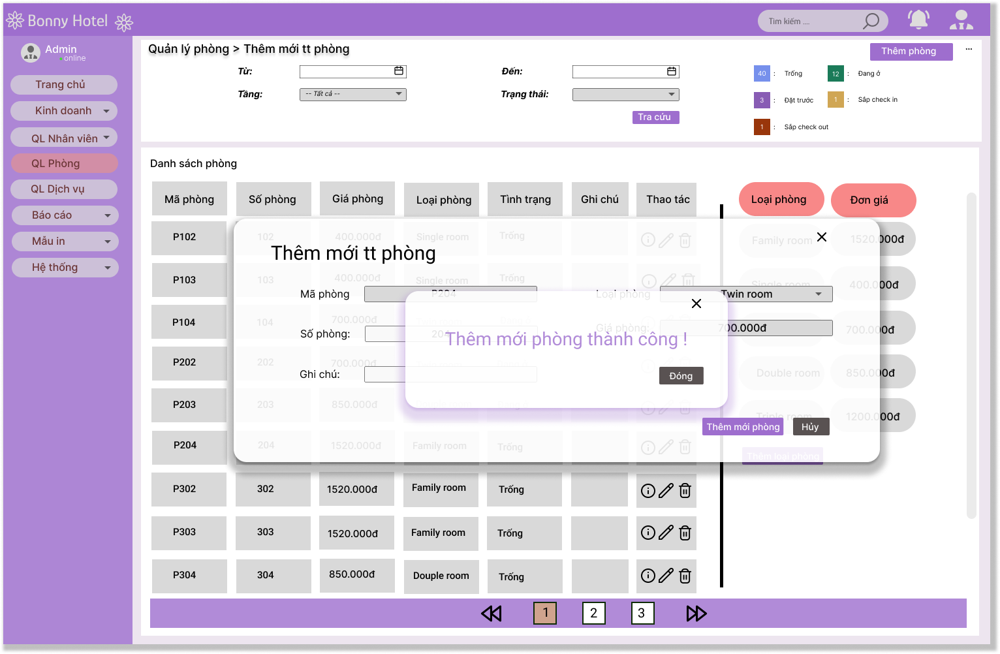 Bonny Hotel
Tìm kiếm ....
Admin
online
Trang chủ
Kinh doanh
QL Nhân viên
QL Phòng
QL Dịch vụ
Báo cáo
Mẫu in
Hệ thống
Quản lý phòng > Thêm mới tt phòng
Thêm phòng
...
Từ:
Đến:
Tầng:
-- Tất cả --
Trạng thái:
Tra cứu
40 : Trống
12 : Đang ở
3 : Đặt trước
1 : Sắp check in
1 : Sắp check out
Danh sách phòng
Mã phòng Số phòng Giá phòng Loại phòng Tình trạng Ghi chú Thao tác
Loại phòng Đơn giá
P102 102 400.000đ Single room Trống
Family room 1520.000đ
P103 103 400.000đ Single room Trống
Single room 400.000đ
P104 104 700.000đ
700.000đ
P202 202 700.000đ
Double room 850.000đ
P203 203 850.000đ
Triple room 1200.000đ
P204 204 1520.000đ Family room Trống
Thêm loại phòng
P302 302 1520.000đ Family room Trống
P303 303 1520.000đ Family room Trống
P304 304 850.000đ Douple room Trống
Thêm mới tt phòng
Mã phòng P204
Loại phòng Twin room
Số phòng:
Giá phòng: 700.000đ
Ghi chú:
Thêm mới phòng Hủy
Thêm mới phòng thành công !
Đóng
1 2 3